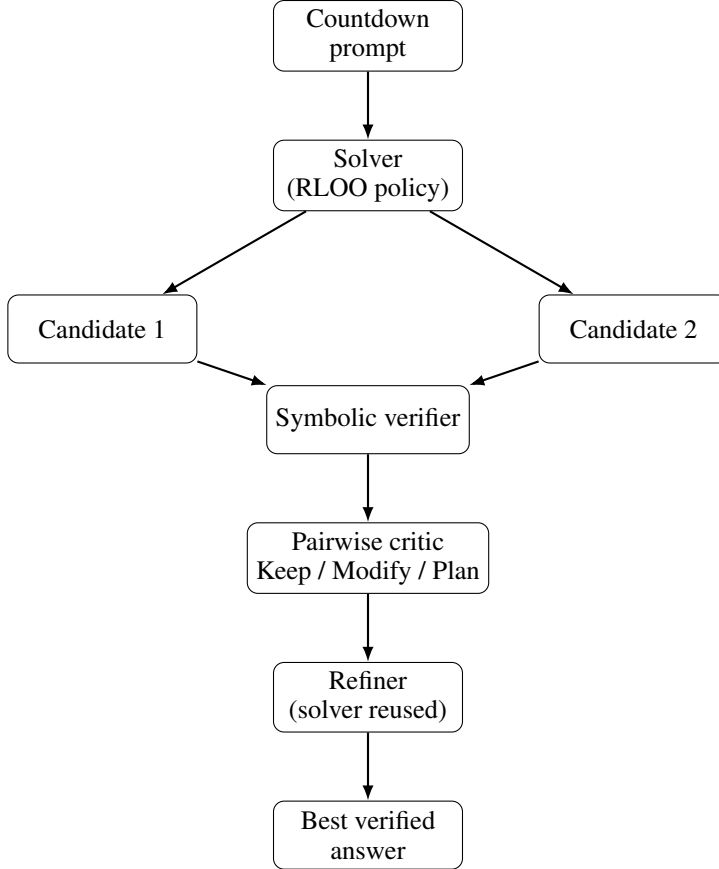 Countdown
prompt
Solver
(RLOO policy)
Candidate 1
Candidate 2
Symbolic verifier
Pairwise critic
Keep / Modify / Plan
Refiner
(solver reused)
Best verified
answer